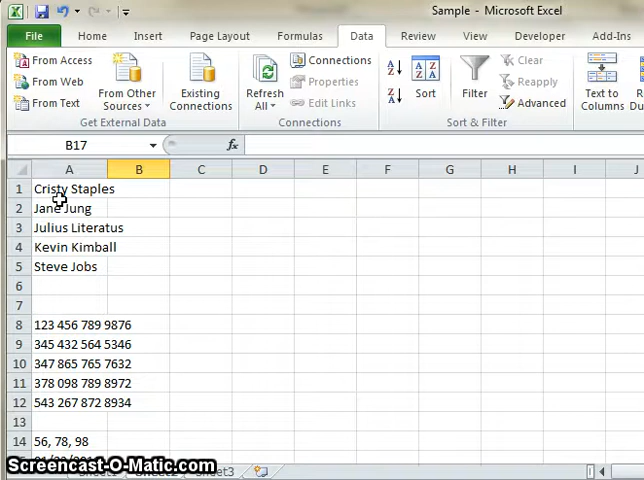 Sample - Microsoft Excel
File Home Insert Page Layout Formulas Data Review View Developer Add-Ins
From Access
From Web
From Text
From Other Sources
Existing Connections
Get External Data
Refresh All
Connections
Properties
Edit Links
Connections
A Z
Z A
Sort
Filter
Clear
Reapply
Advanced
Sort & Filter
Text to Columns
B17 fx
A B C D E F G H I J
1 Cristy Staples
2 Jane Jung
3 Julius Literatus
4 Kevin Kimball
5 Steve Jobs
6
7
8 123 456 789 9876
9 345 432 564 5346
10 347 865 765 7632
11 378 098 789 8972
12 543 267 872 8934
13
14 56, 78, 98
Screencast-O-Matic.com
Sheet3